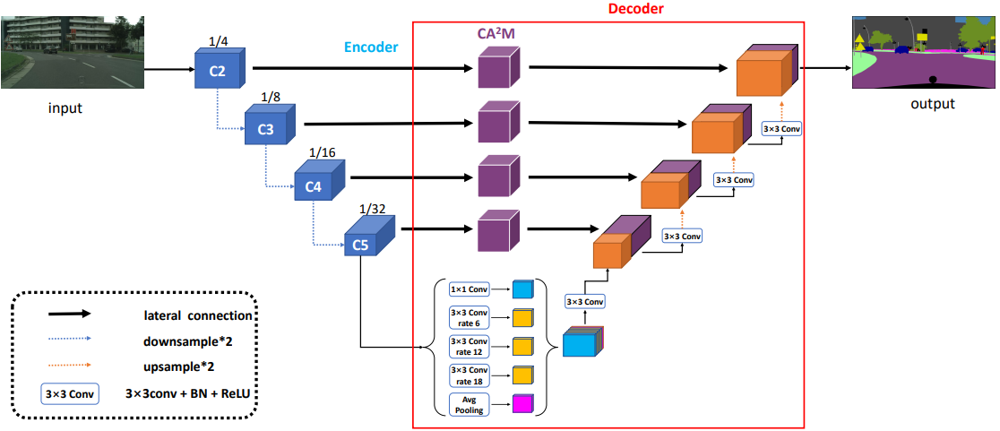 Decoder
Encoder
CA²M
1/4
C2
input
output
1/8
C3
3×3 Conv
1/16
C4
3×3 Conv
1/32
C5
3×3 Conv
1×1 Conv
3×3 Conv
rate 6
3×3 Conv
3×3 Conv
rate 12
3×3 Conv
rate 18
Avg
Pooling
lateral connection
downsample*2
upsample*2
3×3 Conv
3×3conv + BN + ReLU